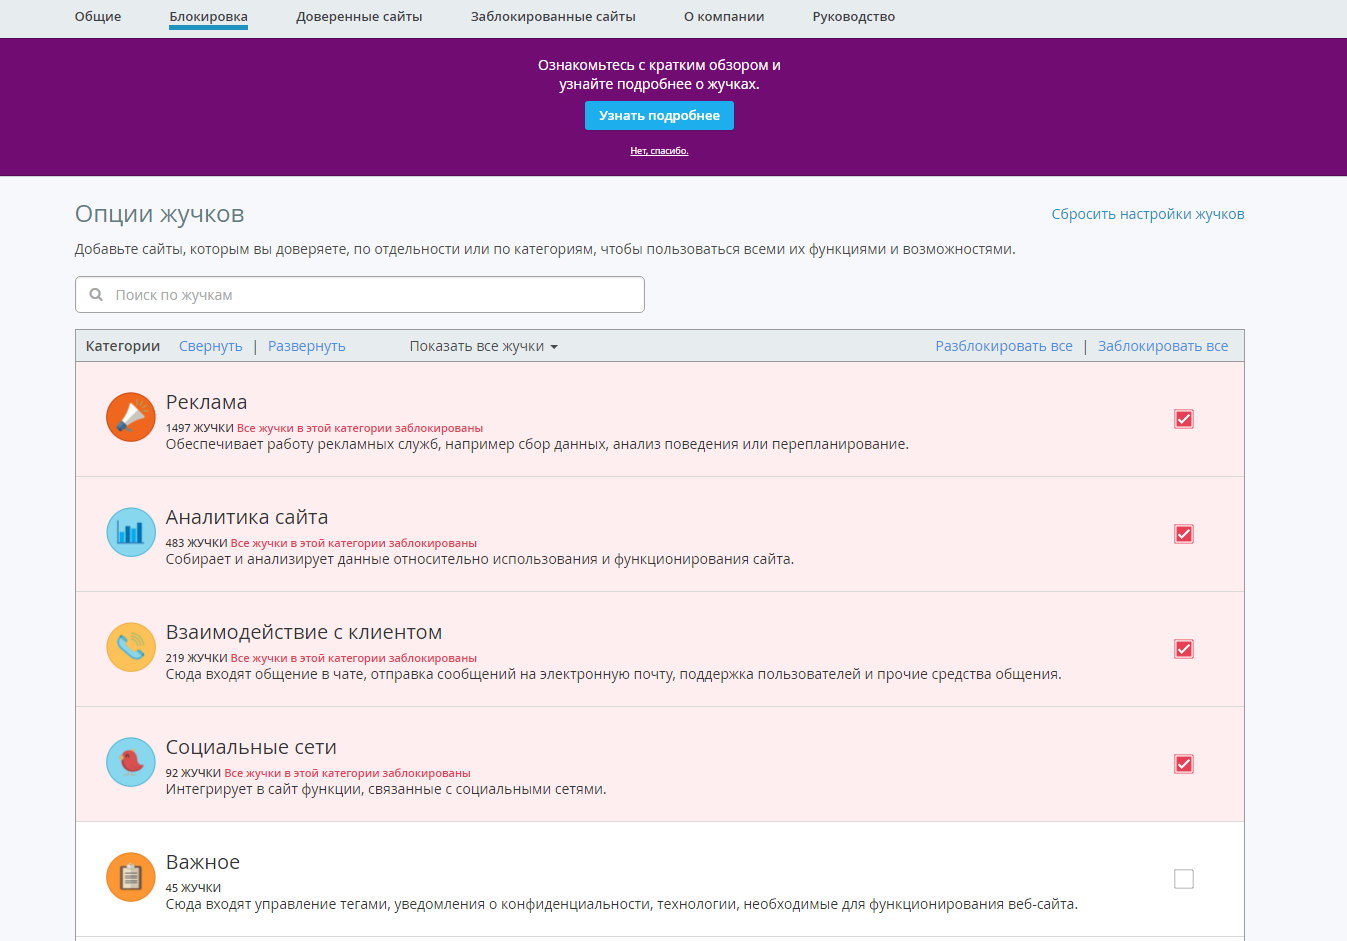 Общие Блокировка Доверенные сайты Заблокированные сайты О компании Руководство
Ознакомьтесь с кратким обзором и
узнайте подробнее о жучках.
Узнать подробнее
Нет, спасибо.
Опции жучков
Сбросить настройки жучков
Добавьте сайты, которым вы доверяете, по отдельности или по категориям, чтобы пользоваться всеми их функциями и возможностями.
Поиск по жучкам
Категории Свернуть | Развернуть Показать все жучки Разблокировать все | Заблокировать все
Реклама
1497 ЖУЧКИ Все жучки в этой категории заблокированы
Обеспечивает работу рекламных служб, например сбор данных, анализ поведения или перепланирование.
Аналитика сайта
483 ЖУЧКИ Все жучки в этой категории заблокированы
Собирает и анализирует данные относительно использования и функционирования сайта.
Взаимодействие с клиентом
219 ЖУЧКИ Все жучки в этой категории заблокированы
Сюда входят общение в чате, отправка сообщений на электронную почту, поддержка пользователей и прочие средства общения.
Социальные сети
92 ЖУЧКИ Все жучки в этой категории заблокированы
Интегрирует в сайт функции, связанные с социальными сетями.
Важное
45 ЖУЧКИ
Сюда входят управление тегами, уведомления о конфиденциальности, технологии, необходимые для функционирования веб-сайта.